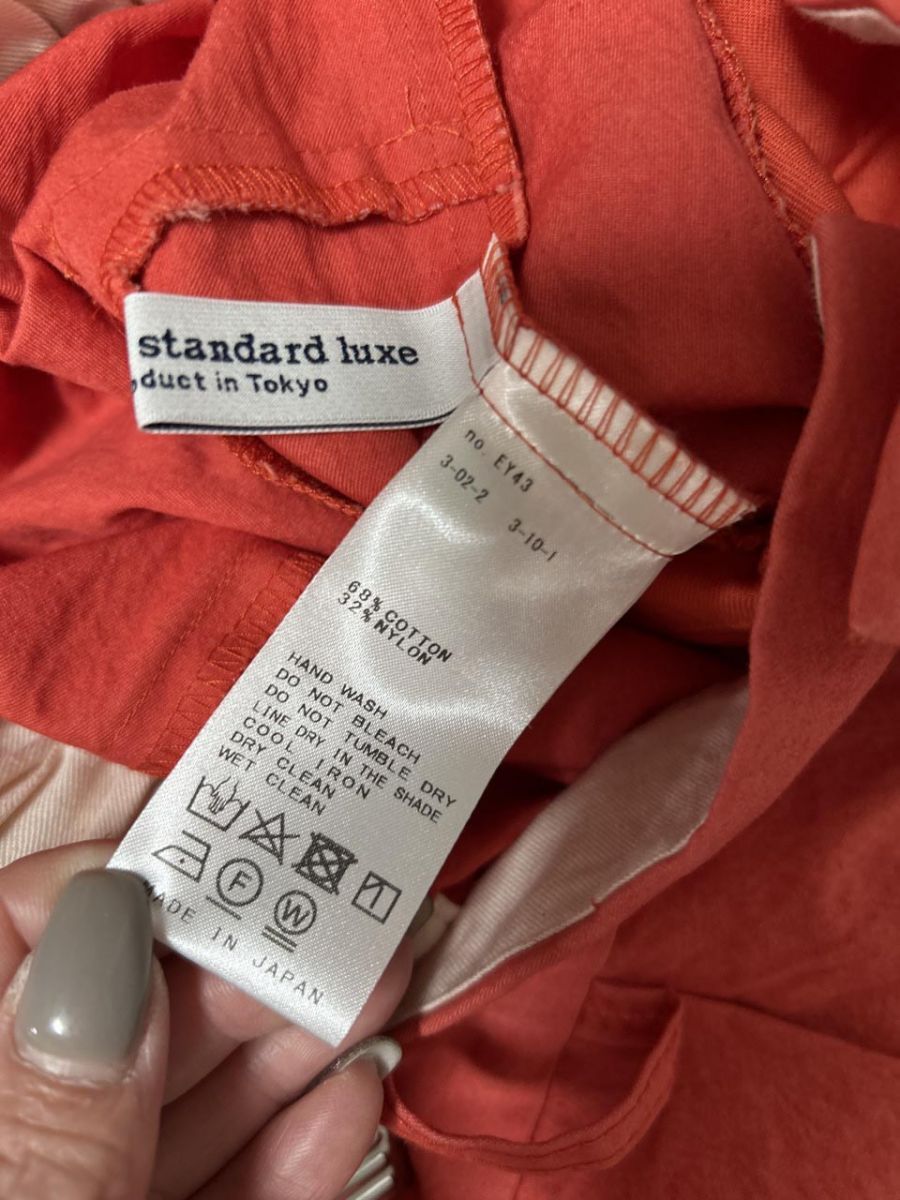 standard luxe
duct in Tokyo
no. EY43
3-02-2
3-10-1
68% COTTON
32% NYLON
HAND WASH
DO NOT BLEACH
DO NOT TUMBLE DRY
LINE DRY IN THE SHADE
COOL IRON
DRY CLEAN
WET CLEAN
F
W
MADE IN JAPAN